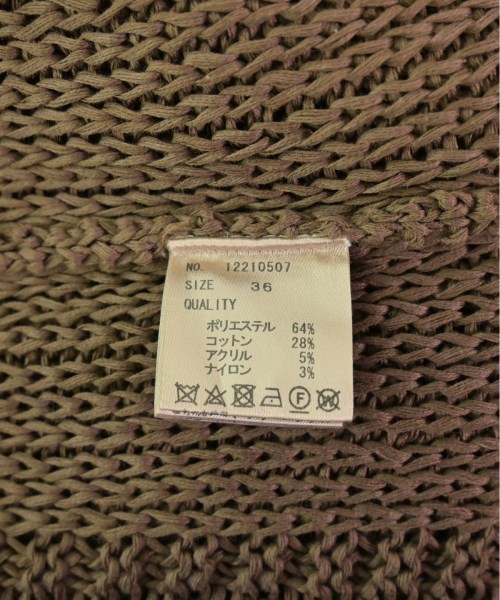 NO. 12210507
SIZE 36
QUALITY
ポリエステル 64%
コットン 28%
アクリル 5%
ナイロン 3%
F W